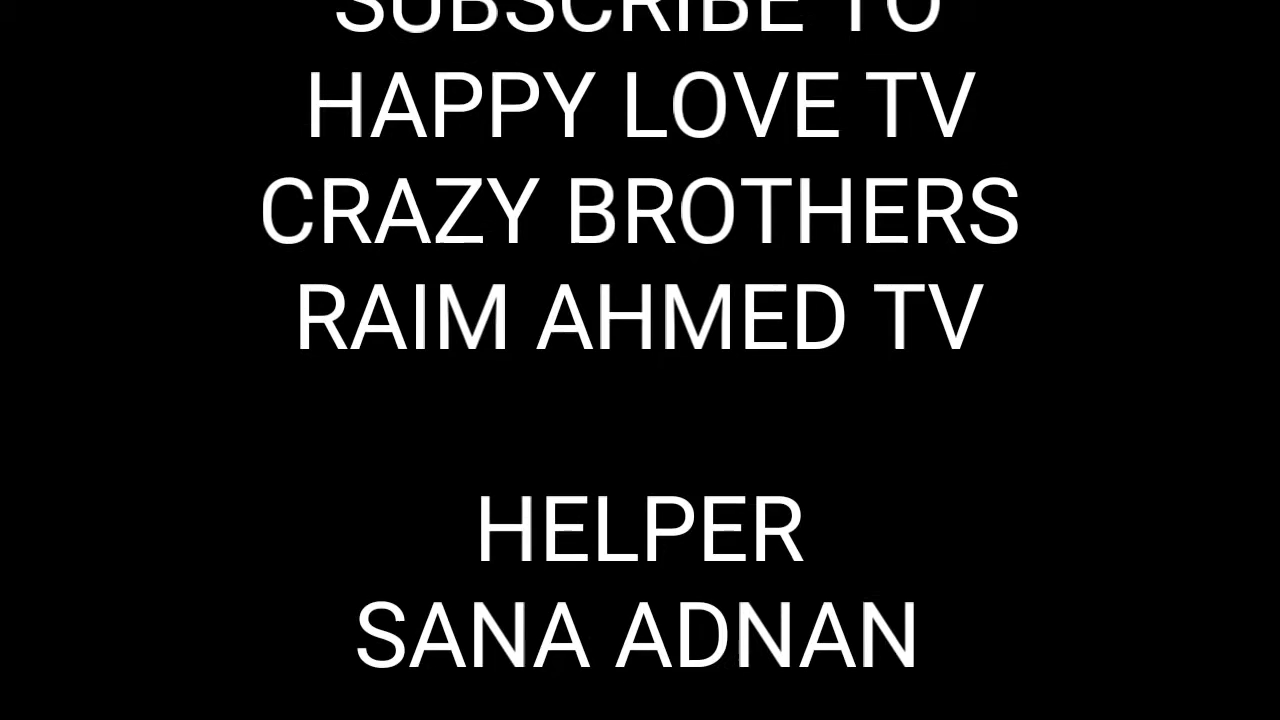 SUBSCRIBE TO
HAPPY LOVE TV
CRAZY BROTHERS
RAIM AHMED TV
HELPER
SANA ADNAN